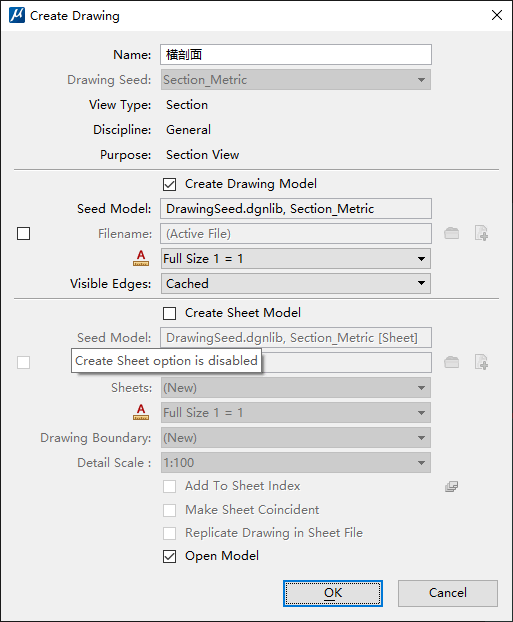 Create Drawing
Name: 橫剖面
Drawing Seed: Section_Metric
View Type: Section
Discipline: General
Purpose: Section View
Create Drawing Model
Seed Model: DrawingSeed.dgnlib, Section_Metric
Filename: (Active File)
A Full Size 1 = 1
Visible Edges: Cached
Create Sheet Model
Seed Model: DrawingSeed.dgnlib, Section_Metric [Sheet]
Create Sheet option is disabled
Sheets: (New)
A Full Size 1 = 1
Drawing Boundary: (New)
Detail Scale : 1:100
Add To Sheet Index
Make Sheet Coincident
Replicate Drawing in Sheet File
Open Model
OK Cancel